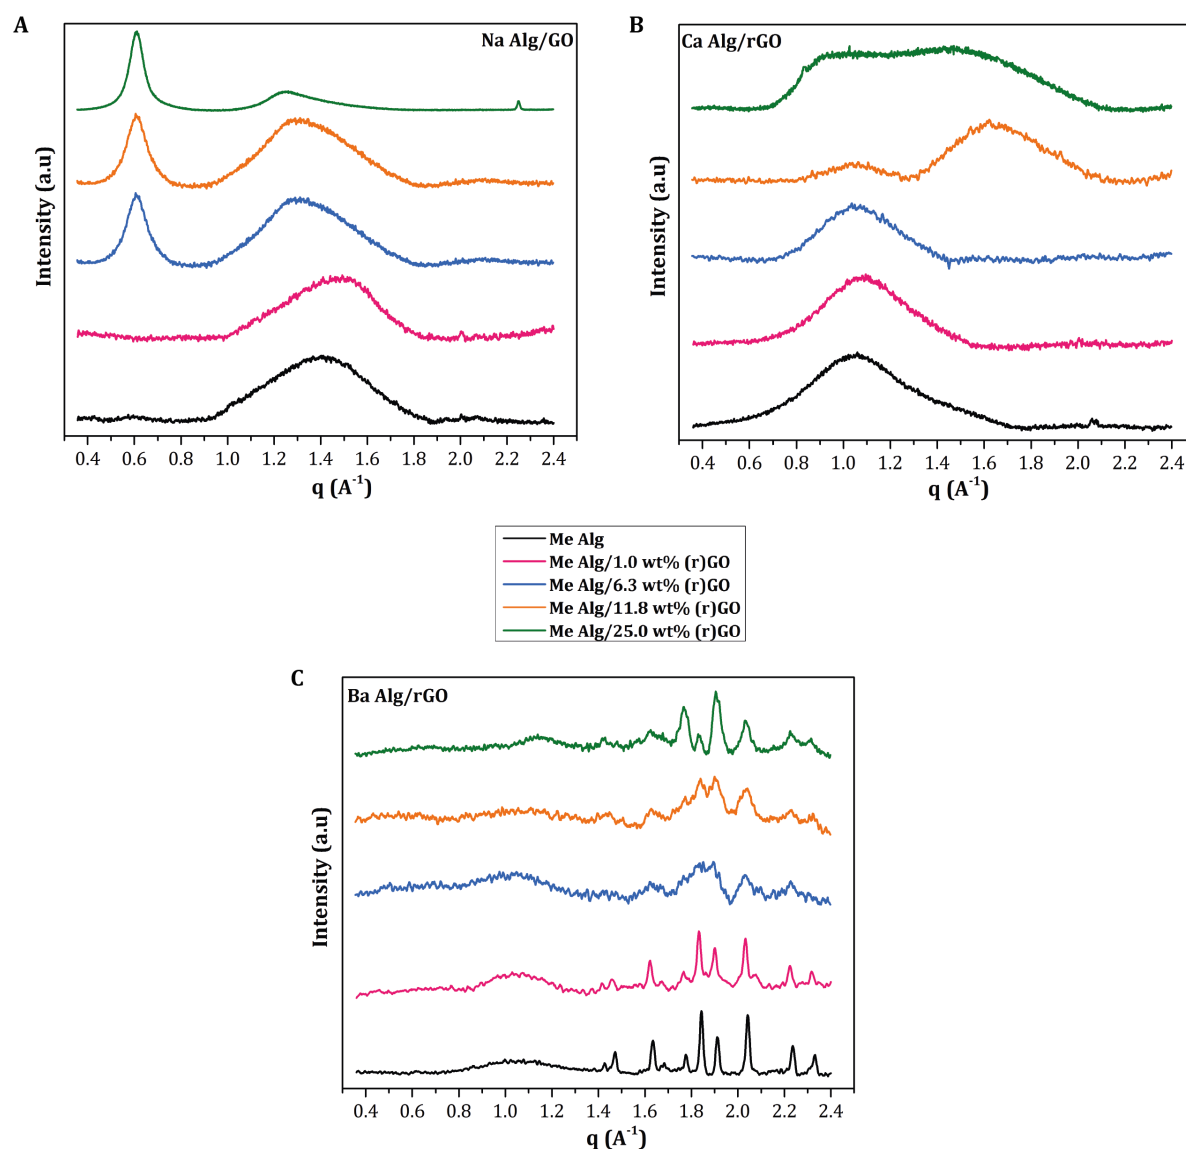 A
Na Alg/GO
Intensity (a.u)
0.4 0.6 0.8 1.0 1.2 1.4 1.6 1.8 2.0 2.2 2.4
q (A⁻¹)
B
Ca Alg/rGO
Intensity (a.u)
0.4 0.6 0.8 1.0 1.2 1.4 1.6 1.8 2.0 2.2 2.4
q (A⁻¹)
Me Alg
Me Alg/1.0 wt% (r)GO
Me Alg/6.3 wt% (r)GO
Me Alg/11.8 wt% (r)GO
Me Alg/25.0 wt% (r)GO
C
Ba Alg/rGO
Intensity (a.u)
0.4 0.6 0.8 1.0 1.2 1.4 1.6 1.8 2.0 2.2 2.4
q (A⁻¹)